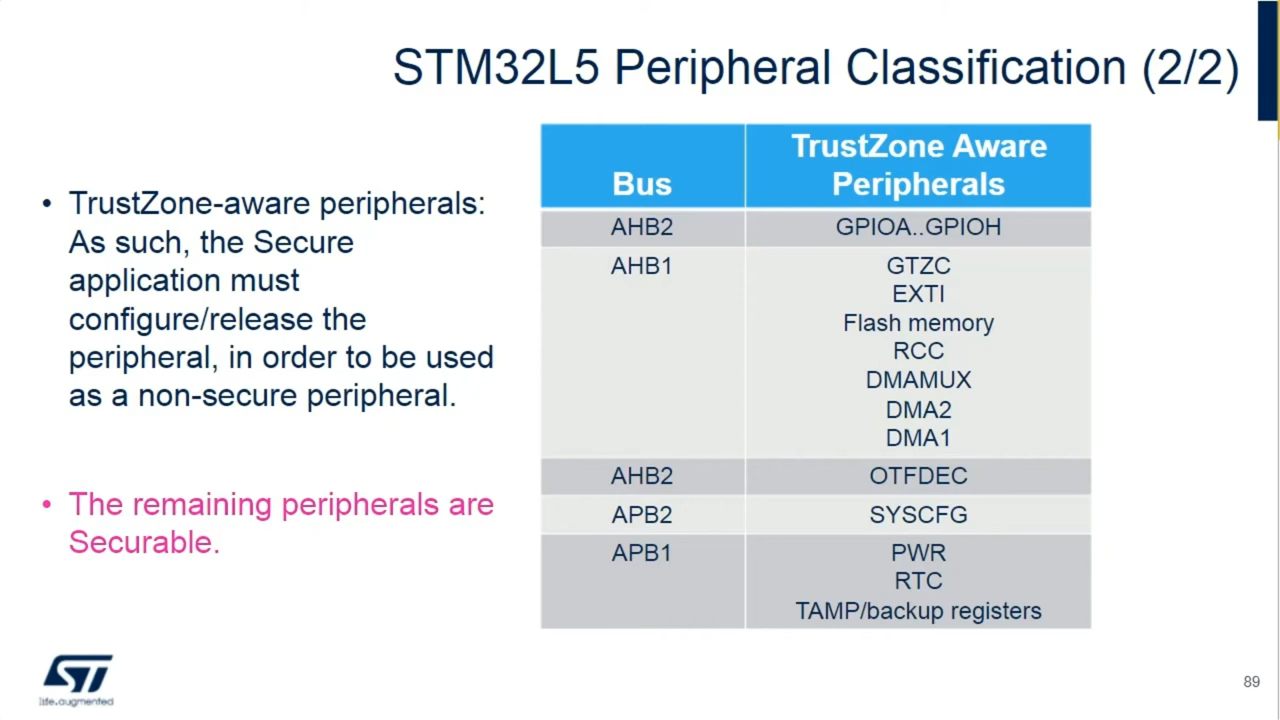 STM32L5 Peripheral Classification (2/2)
• TrustZone-aware peripherals:
As such, the Secure
application must
configure/release the
peripheral, in order to be used
as a non-secure peripheral.
• The remaining peripherals are
Securable.
Bus TrustZone Aware
Peripherals
AHB2 GPIOA..GPIOH
AHB1 GTZC
EXTI
Flash memory
RCC
DMAMUX
DMA2
DMA1
AHB2 OTFDEC
APB2 SYSCFG
APB1 PWR
RTC
TAMP/backup registers
ST
life.augmented
89